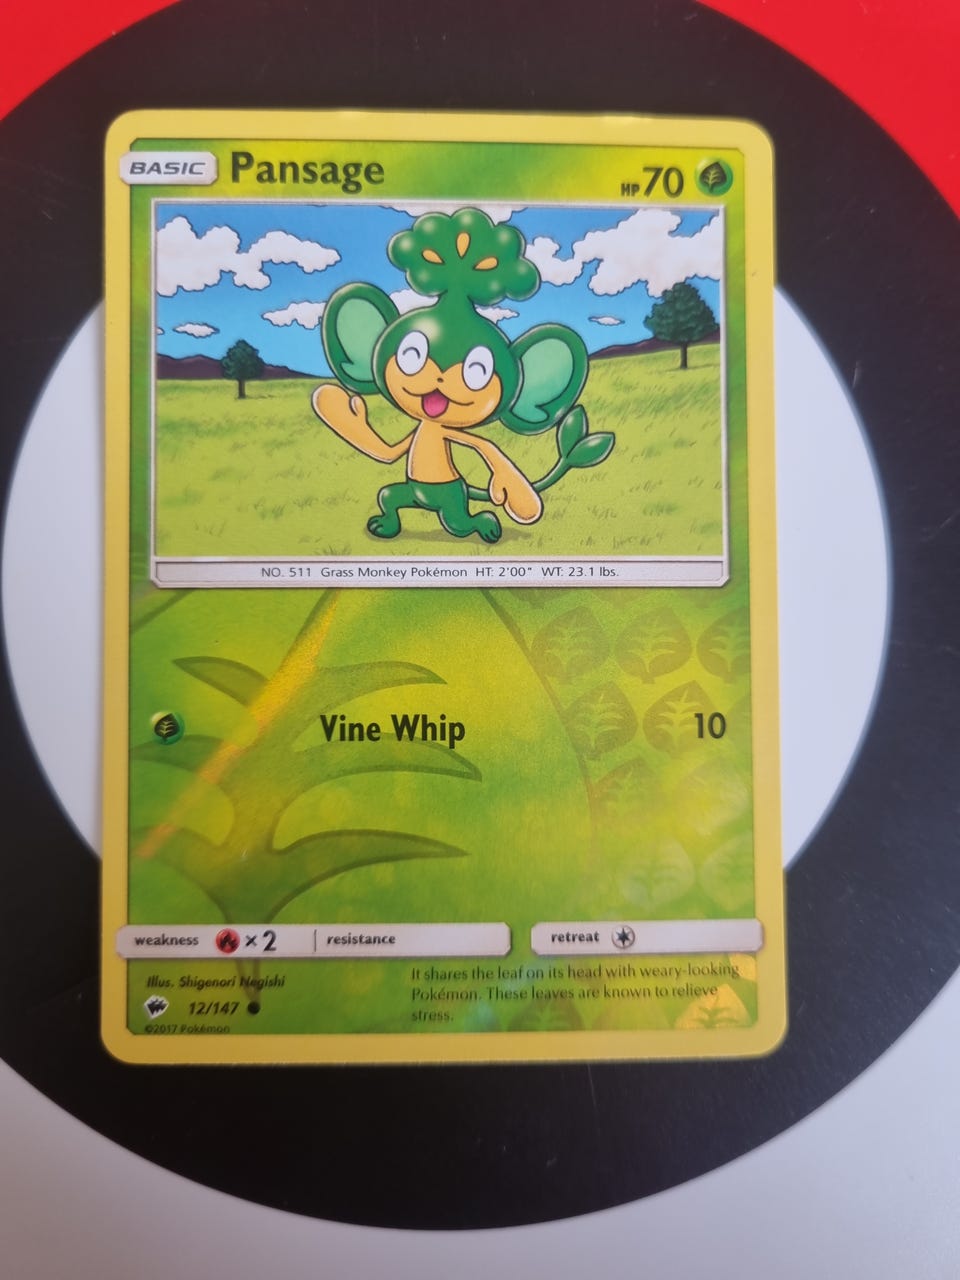 BASIC Pansage HP 70
NO. 511 Grass Monkey Pokémon HT: 2'00" WT: 23.1 lbs.
Vine Whip 10
weakness × 2 resistance retreat
Illus. Shigenori Negishi
12/147
©2017 Pokémon
It shares the leaf on its head with weary-looking
Pokémon. These leaves are known to relieve
stress.